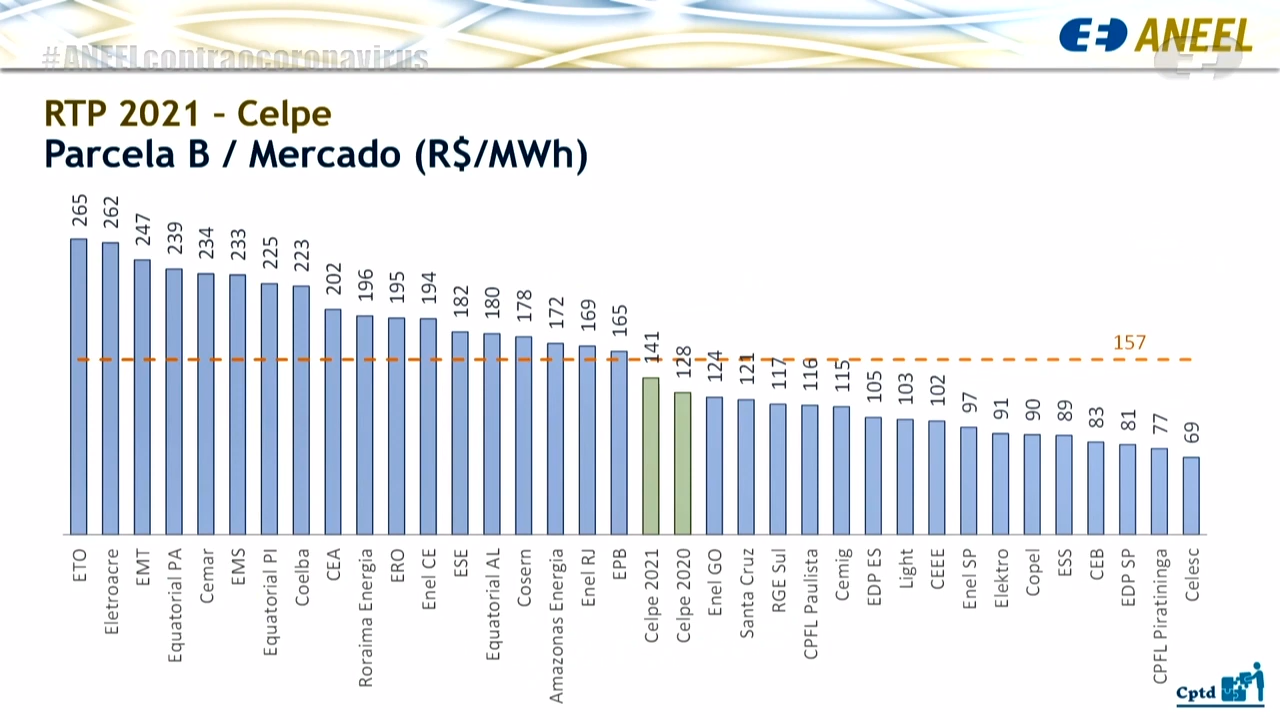 #ANEELcontraocoronavirus
ANEEL
RTP 2021 – Celpe
Parcela B / Mercado (R$/MWh)
265 262 247 239 234 233 225 223 202 196 195 194 182 180 178 172 169 165 141 128 124 121 117 116 115 105 103 102 97 91 90 89 83 81 77 69
157
ETO Eletroacre EMT Equatorial PA Cemar EMS Equatorial PI Coelba CEA Roraima Energia ERO Enel CE ESE Equatorial AL Cosern Amazonas Energia Enel RJ EPB Celpe 2021 Celpe 2020 Enel GO Santa Cruz RGE Sul CPFL Paulista Cemig EDP ES Light CEEE Enel SP Elektro Copel ESS CEB EDP SP CPFL Piratininga Celesc
Cptd